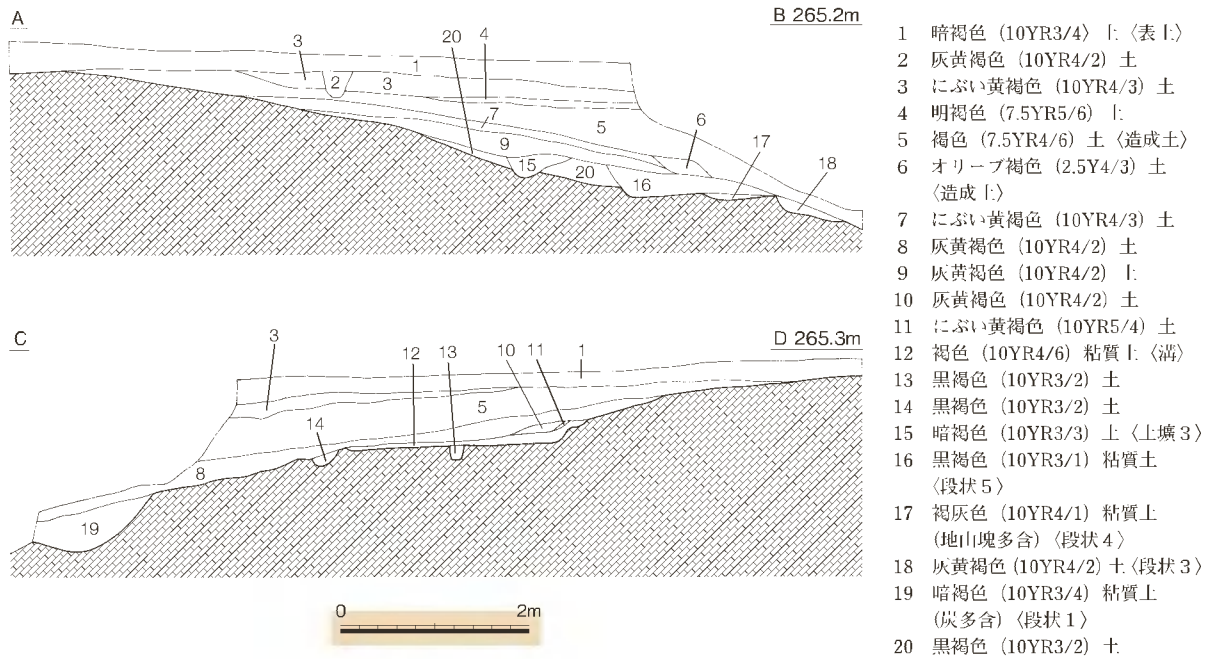 A
B 265.2m
20
4
3
1
2
3
7
5
6
17
9
18
15
20
16
C
D 265.3m
3
12
13
10
11
1
5
14
8
19
0
2m
1 暗褐色 (10YR3/4) 土〈表土〉
2 灰黄褐色 (10YR4/2) 土
3 にぶい黄褐色 (10YR4/3) 土
4 明褐色 (7.5YR5/6) 土
5 褐色 (7.5YR4/6) 土〈造成土〉
6 オリーブ褐色 (2.5Y4/3) 土
〈造成土〉
7 にぶい黄褐色 (10YR4/3) 土
8 灰黄褐色 (10YR4/2) 土
9 灰黄褐色 (10YR4/2) 土
10 灰黄褐色 (10YR4/2) 土
11 にぶい黄褐色 (10YR5/4) 土
12 褐色 (10YR4/6) 粘質土〈溝〉
13 黒褐色 (10YR3/2) 土
14 黒褐色 (10YR3/2) 土
15 暗褐色 (10YR3/3) 土〈土壙3〉
16 黒褐色 (10YR3/1) 粘質土
〈段状5〉
17 褐灰色 (10YR4/1) 粘質土
(地山塊多含)〈段状4〉
18 灰黄褐色 (10YR4/2) 土〈段状3〉
19 暗褐色 (10YR3/4) 粘質土
(炭多含)〈段状1〉
20 黒褐色 (10YR3/2) 土